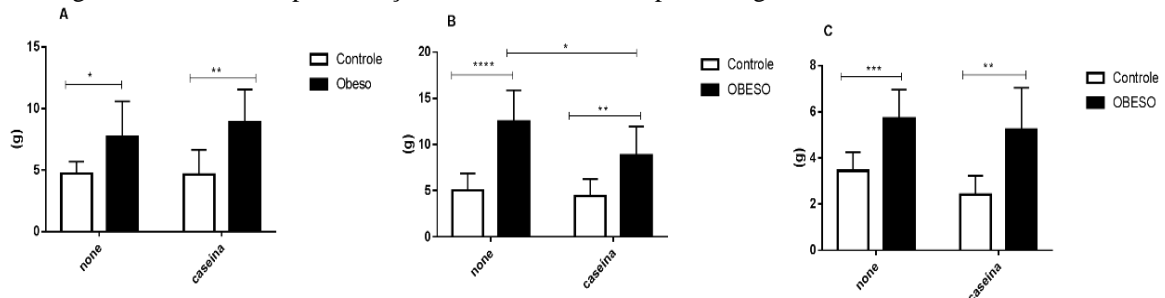 A
15
10
5
0
(g)
*
**
none
caseína
Controle
Obeso
B
20
15
10
5
0
(g)
*
****
**
none
caseína
Controle
OBESO
C
8
6
4
2
0
(g)
***
**
none
caseína
Controle
OBESO